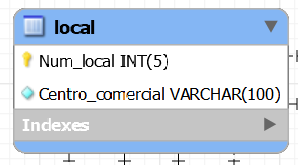 local
Num_local INT(5)
Centro_comercial VARCHAR(100)
Indexes